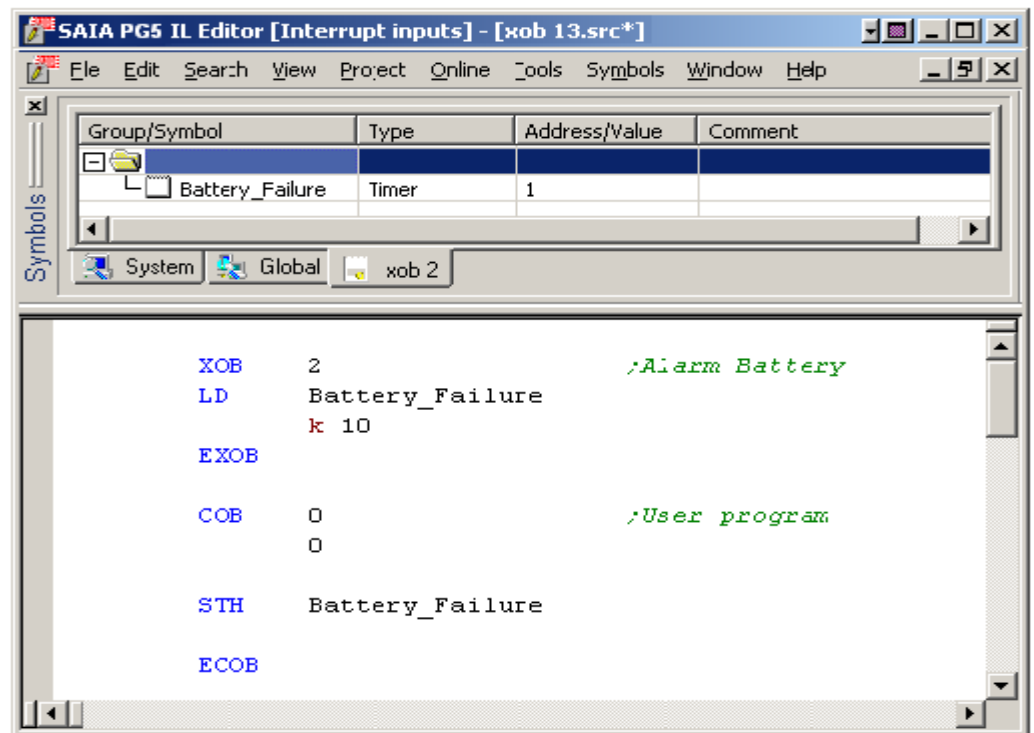 SAIA PG5 IL Editor [Interrupt inputs] - [xob 13.src*]
Ele Edit Search View Project Online Tools Symbols Window Help
Symbols
Group/Symbol Type Address/Value Comment
Battery_Failure Timer 1
System Global xob 2
XOB 2 ;Alarm Battery
LD Battery_Failure
k 10
EXOB
COB 0 ;User program
0
STH Battery_Failure
ECOB